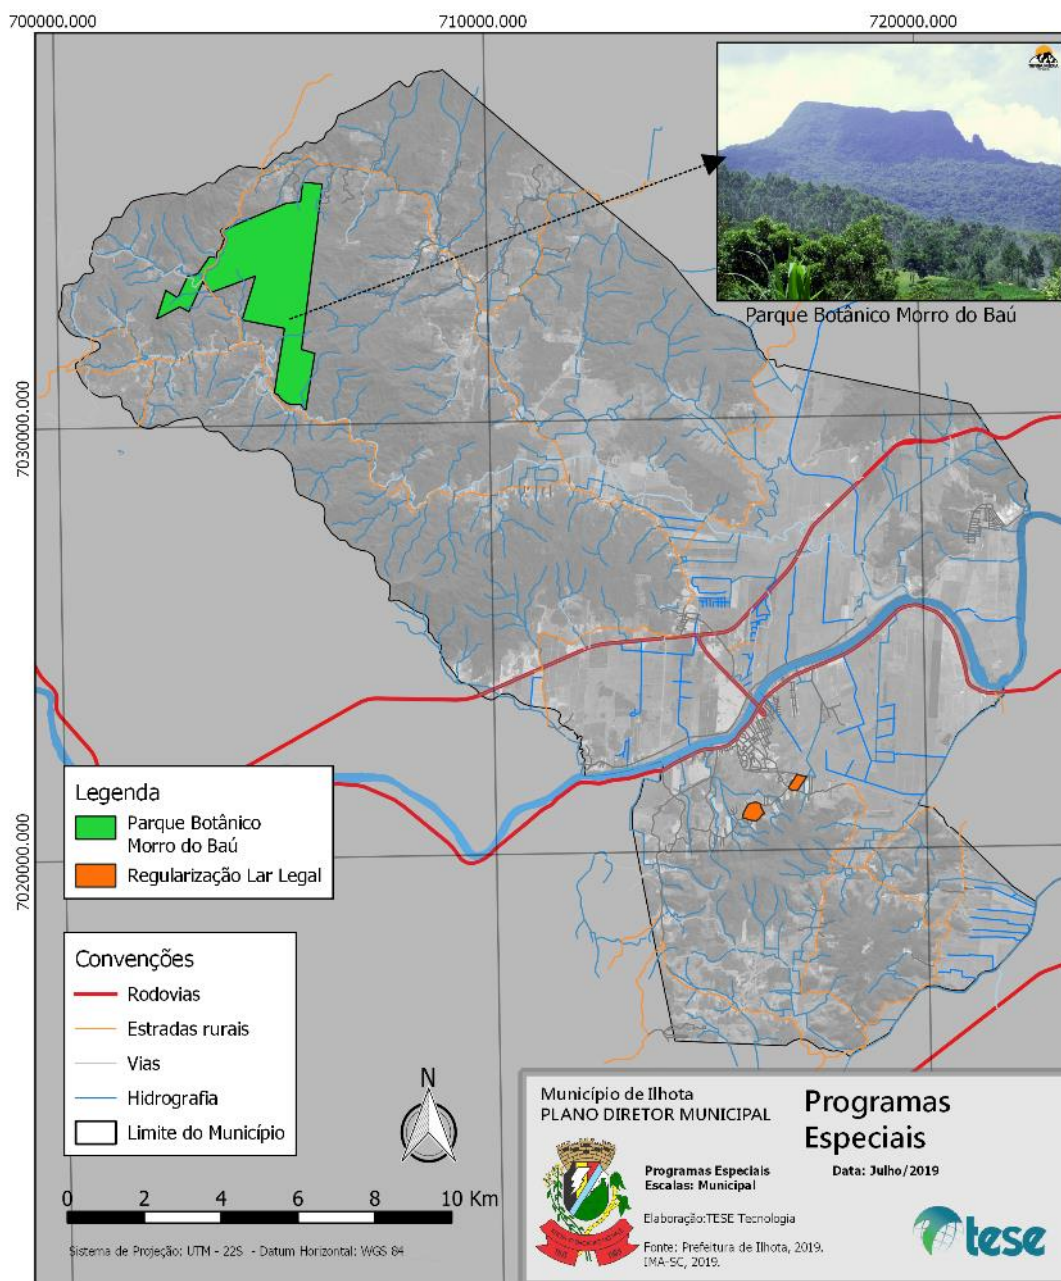 700000.000
710000.000
720000.000
Parque Botânico Morro do Baú
7030000.000
7020000.000
Legenda
Parque Botânico
Morro do Baú
Regularização Lar Legal
Convenções
Rodovias
Estradas rurais
Vias
Hidrografia
Limite do Município
N
0 2 4 6 8 10 Km
Sistema de Projeção: UTM - 22S - Datum Horizontal: WGS 84
Município de Ilhota
PLANO DIRETOR MUNICIPAL
Programas
Especiais
Data: Julho/2019
Programas Especiais
Escalas: Municipal
Elaboração:TESE Tecnologia
Fonte: Prefeitura de Ilhota, 2019.
IMA-SC, 2019.
tese